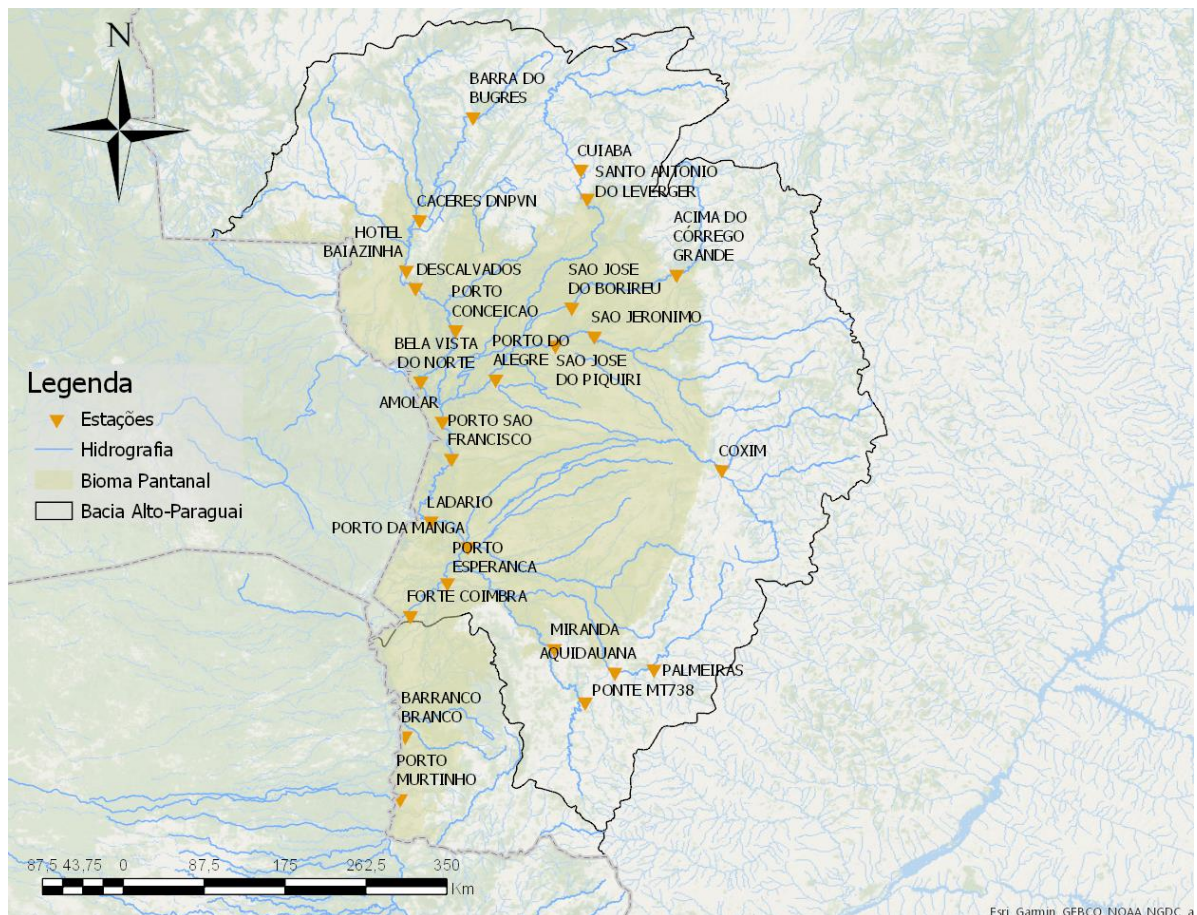 N
BARRA DO
BUGRES
CUIABA
SANTO ANTONIO
DO LEVERGER
CACERES DNPVN
ACIMA DO
CÓRREGO
GRANDE
HOTEL
BAIAZINHA
DESCALVADOS
SAO JOSE
DO BORIREU
PORTO
CONCEICAO
SAO JERONIMO
BELA VISTA
DO NORTE
PORTO DO
ALEGRE
SAO JOSE
DO PIQUIRI
AMOLAR
PORTO SAO
FRANCISCO
COXIM
LADARIO
PORTO DA MANGA
PORTO
ESPERANCA
FORTE COIMBRA
MIRANDA
AQUIDAUANA
PALMEIRAS
PONTE MT738
BARRANCO
BRANCO
PORTO
MURTINHO
Legenda
Estações
Hidrografia
Bioma Pantanal
Bacia Alto-Paraguai
87,5 43,75 0 87,5 175 262,5 350
Km
Esri, Garmin, GEBCO, NOAA NGDC, a